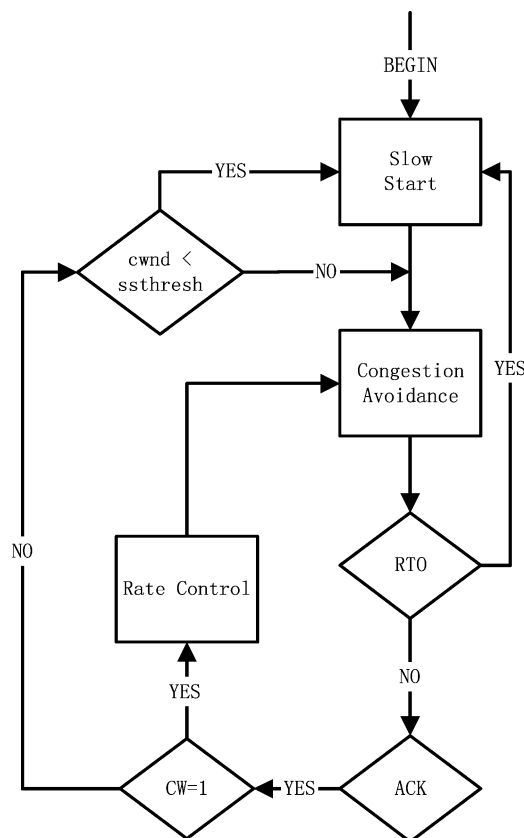 BEGIN
Slow
Start
YES
cwnd <
ssthresh
NO
Congestion
Avoidance
YES
NO
Rate Control
RTO
NO
YES
CW=1
YES
ACK